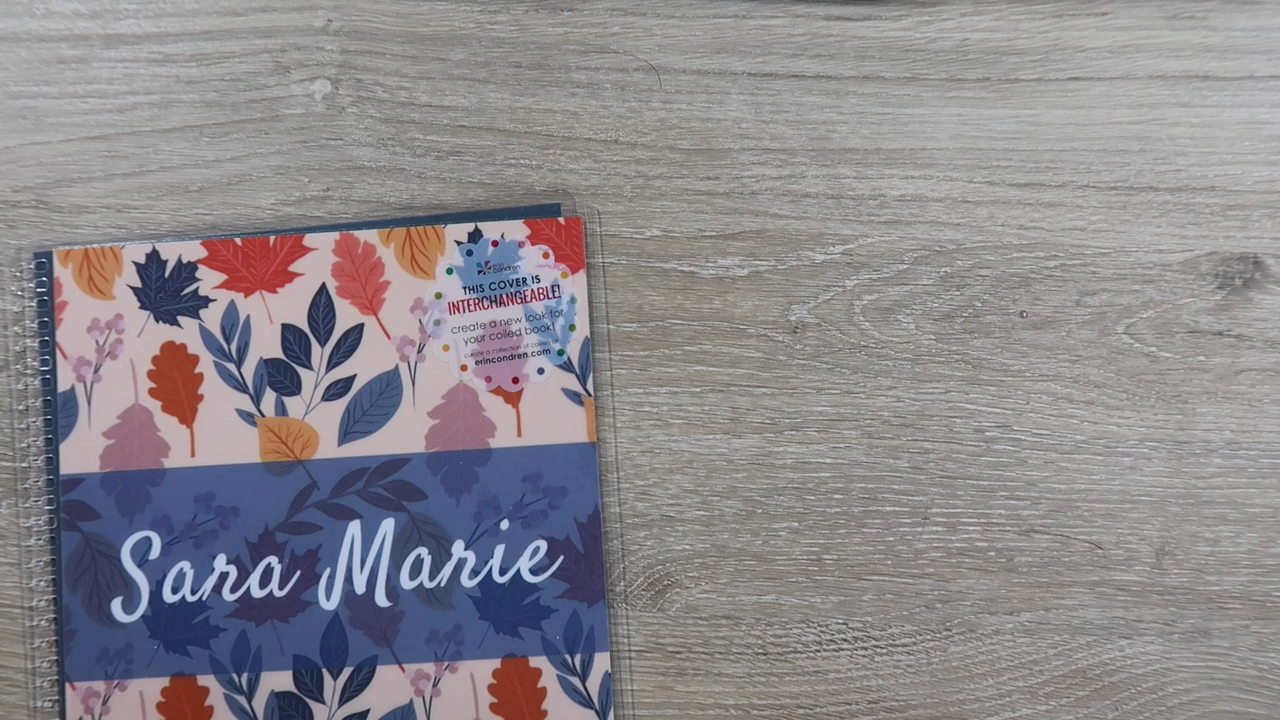 erin
condren
THIS COVER IS
INTERCHANGEABLE!
create a new look for
your coiled book!
curate a collection of covers at
erincondren.com
Sara Marie